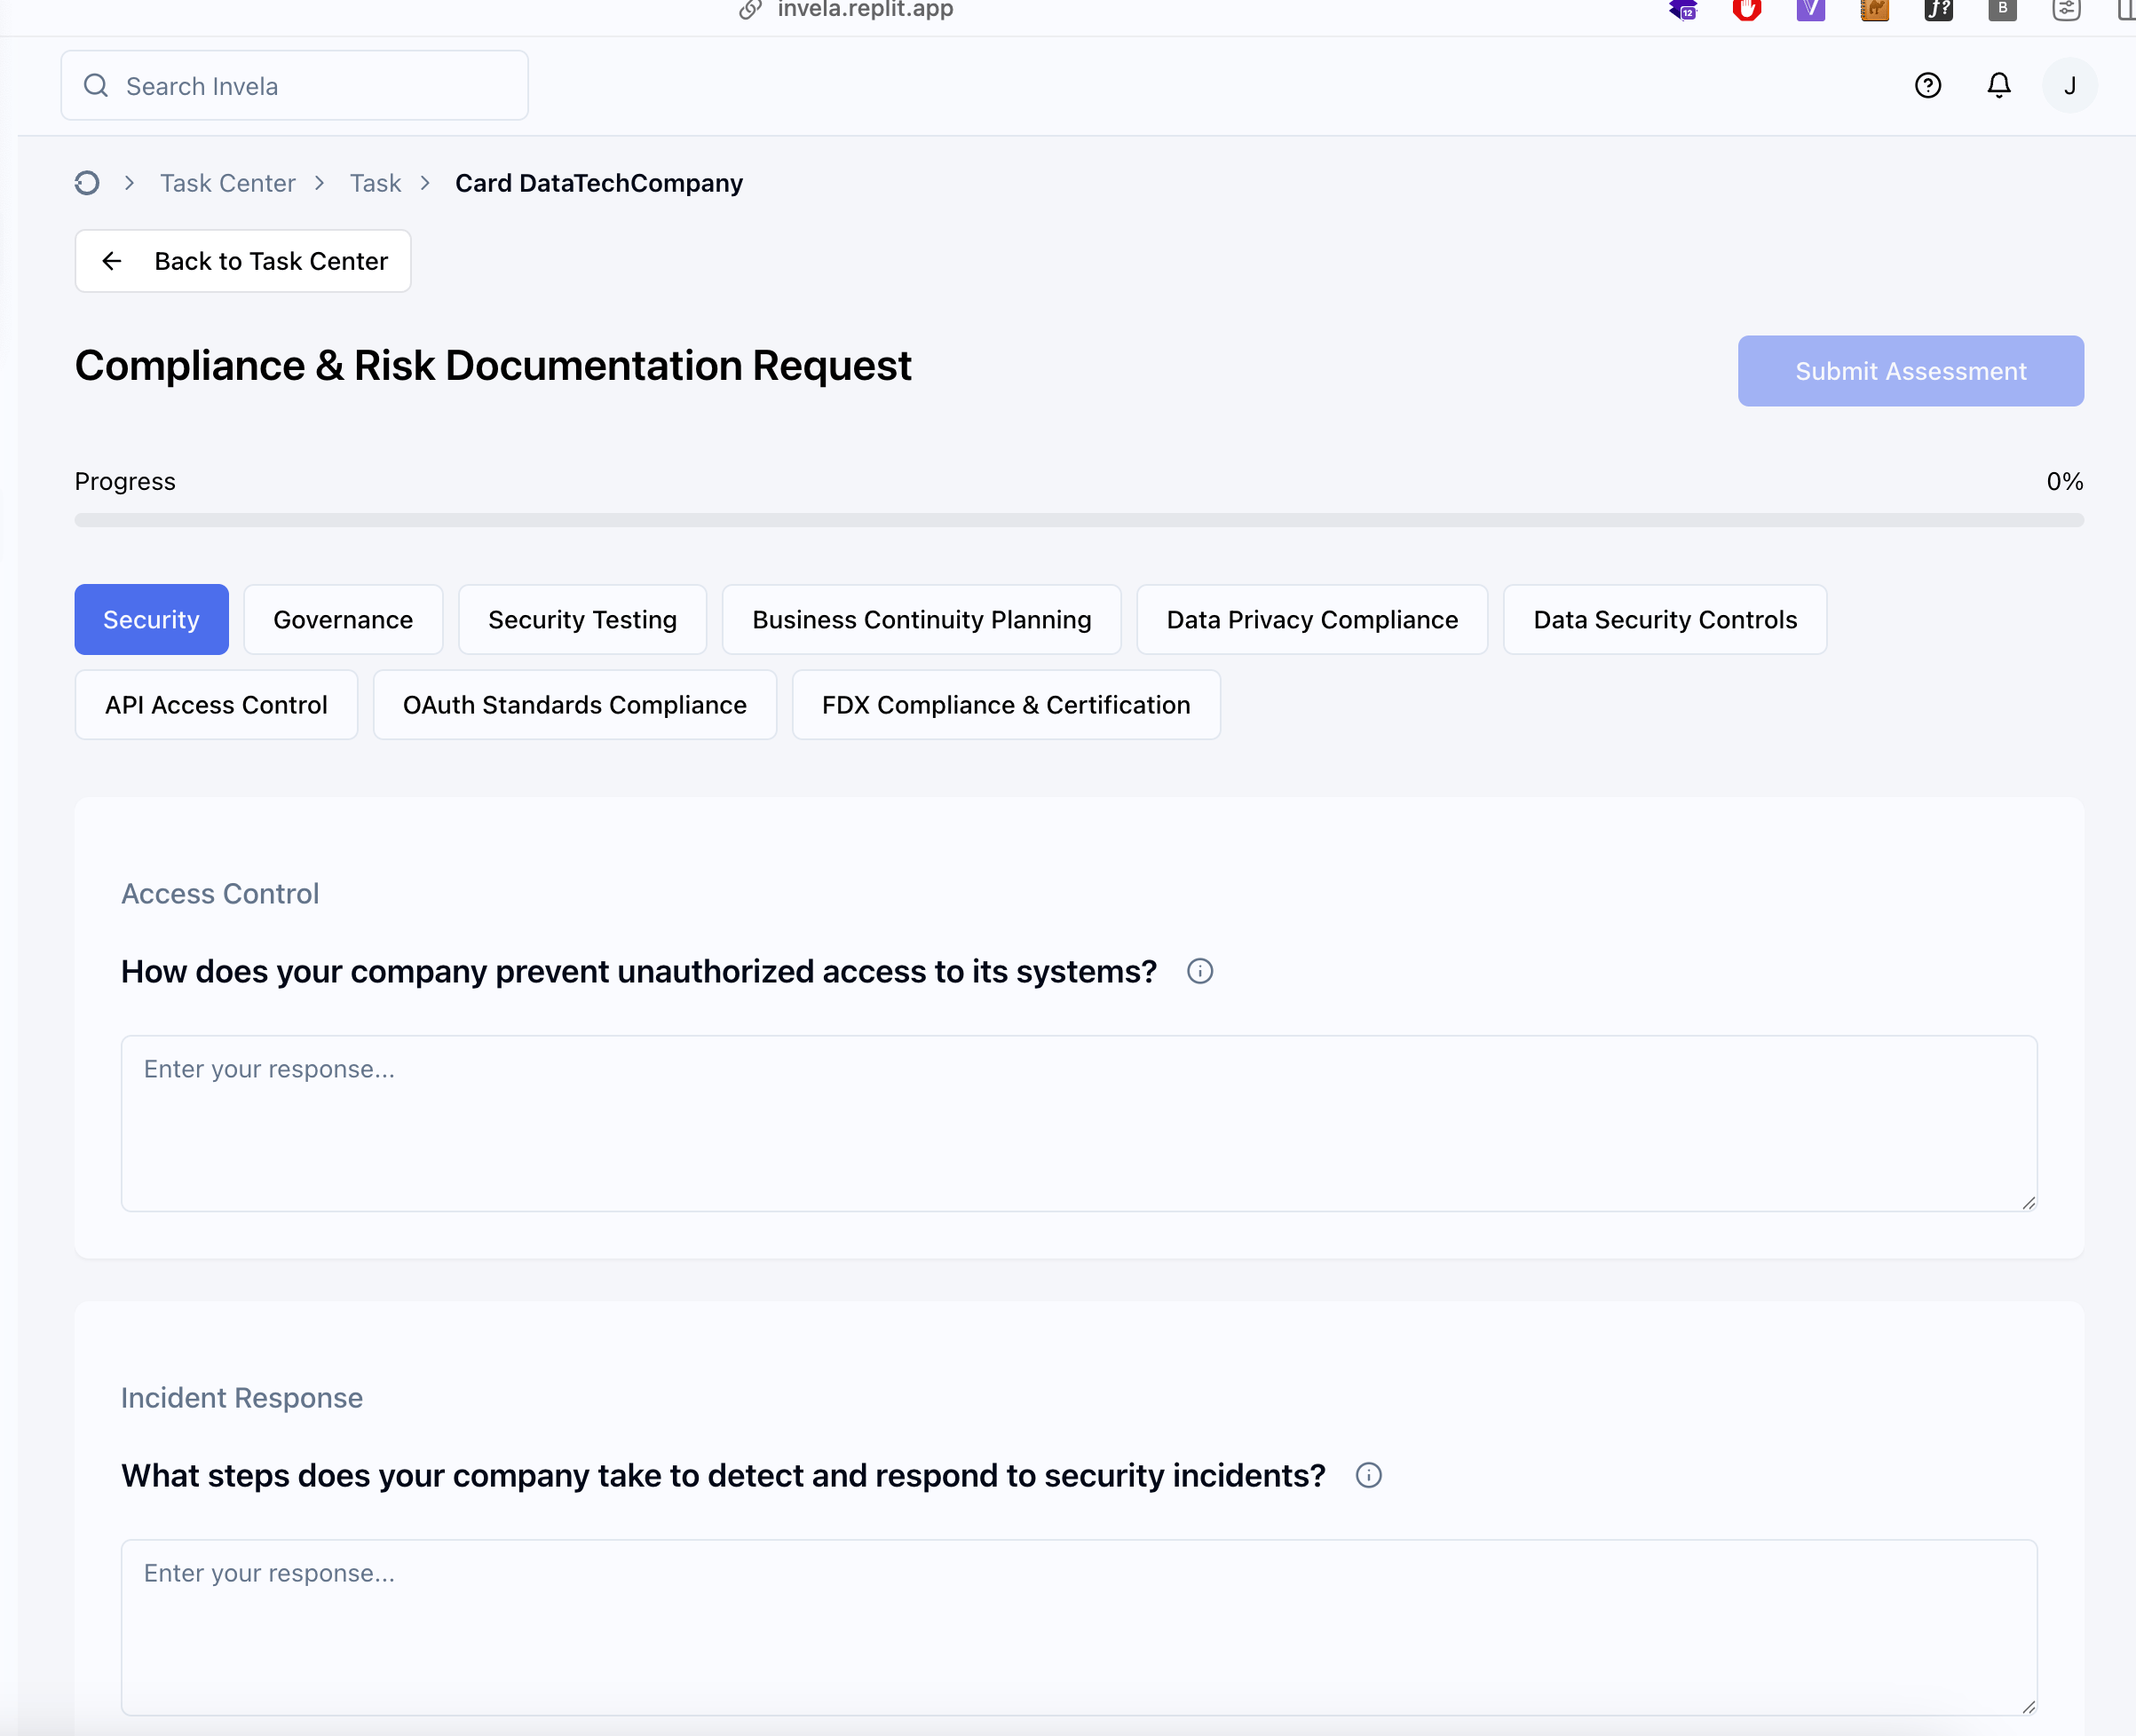 invela.replit.app
12
V
ƒ?
B
Search Invela
J
Task Center > Task > Card DataTechCompany
Back to Task Center
Compliance & Risk Documentation Request
Submit Assessment
Progress
0%
Security
Governance
Security Testing
Business Continuity Planning
Data Privacy Compliance
Data Security Controls
API Access Control
OAuth Standards Compliance
FDX Compliance & Certification
Access Control
How does your company prevent unauthorized access to its systems?
Enter your response...
Incident Response
What steps does your company take to detect and respond to security incidents?
Enter your response...